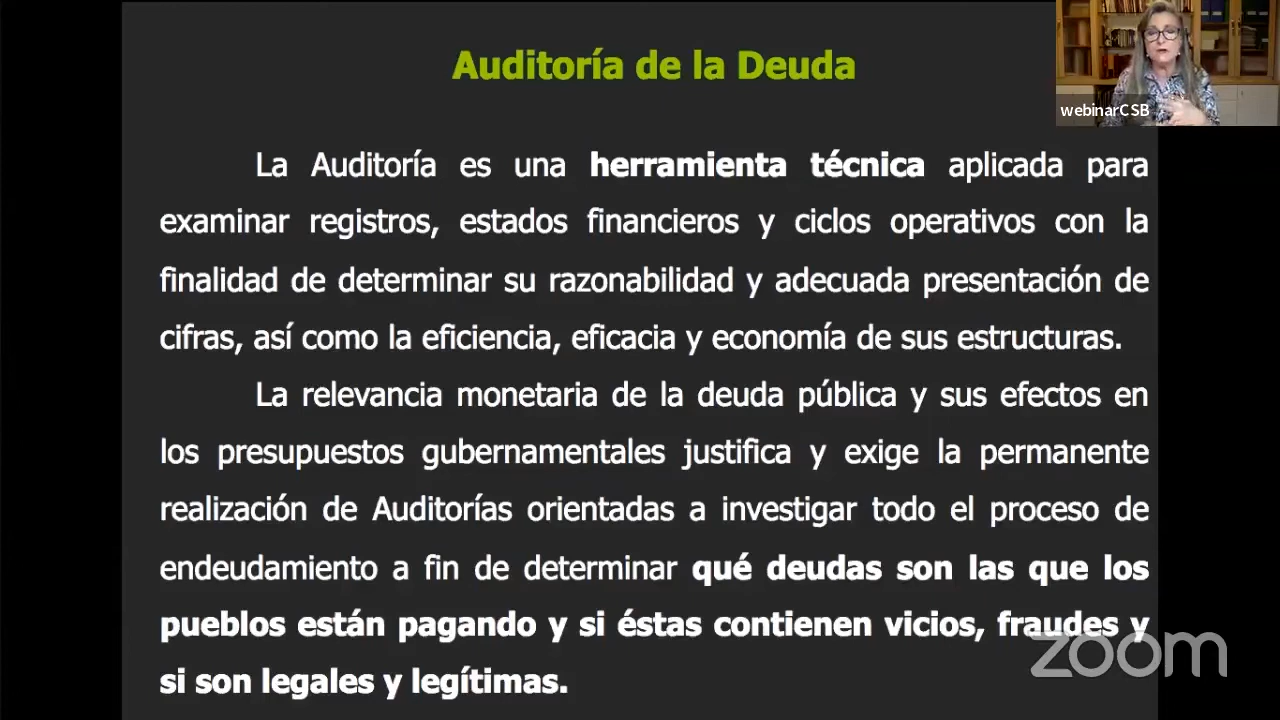 Auditoría de la Deuda
webinarCSB
La Auditoría es una herramienta técnica aplicada para
examinar registros, estados financieros y ciclos operativos con la
finalidad de determinar su razonabilidad y adecuada presentación de
cifras, así como la eficiencia, eficacia y economía de sus estructuras.
La relevancia monetaria de la deuda pública y sus efectos en
los presupuestos gubernamentales justifica y exige la permanente
realización de Auditorías orientadas a investigar todo el proceso de
endeudamiento a fin de determinar qué deudas son las que los
pueblos están pagando y si éstas contienen vicios, fraudes y
si son legales y legítimas.
zoom